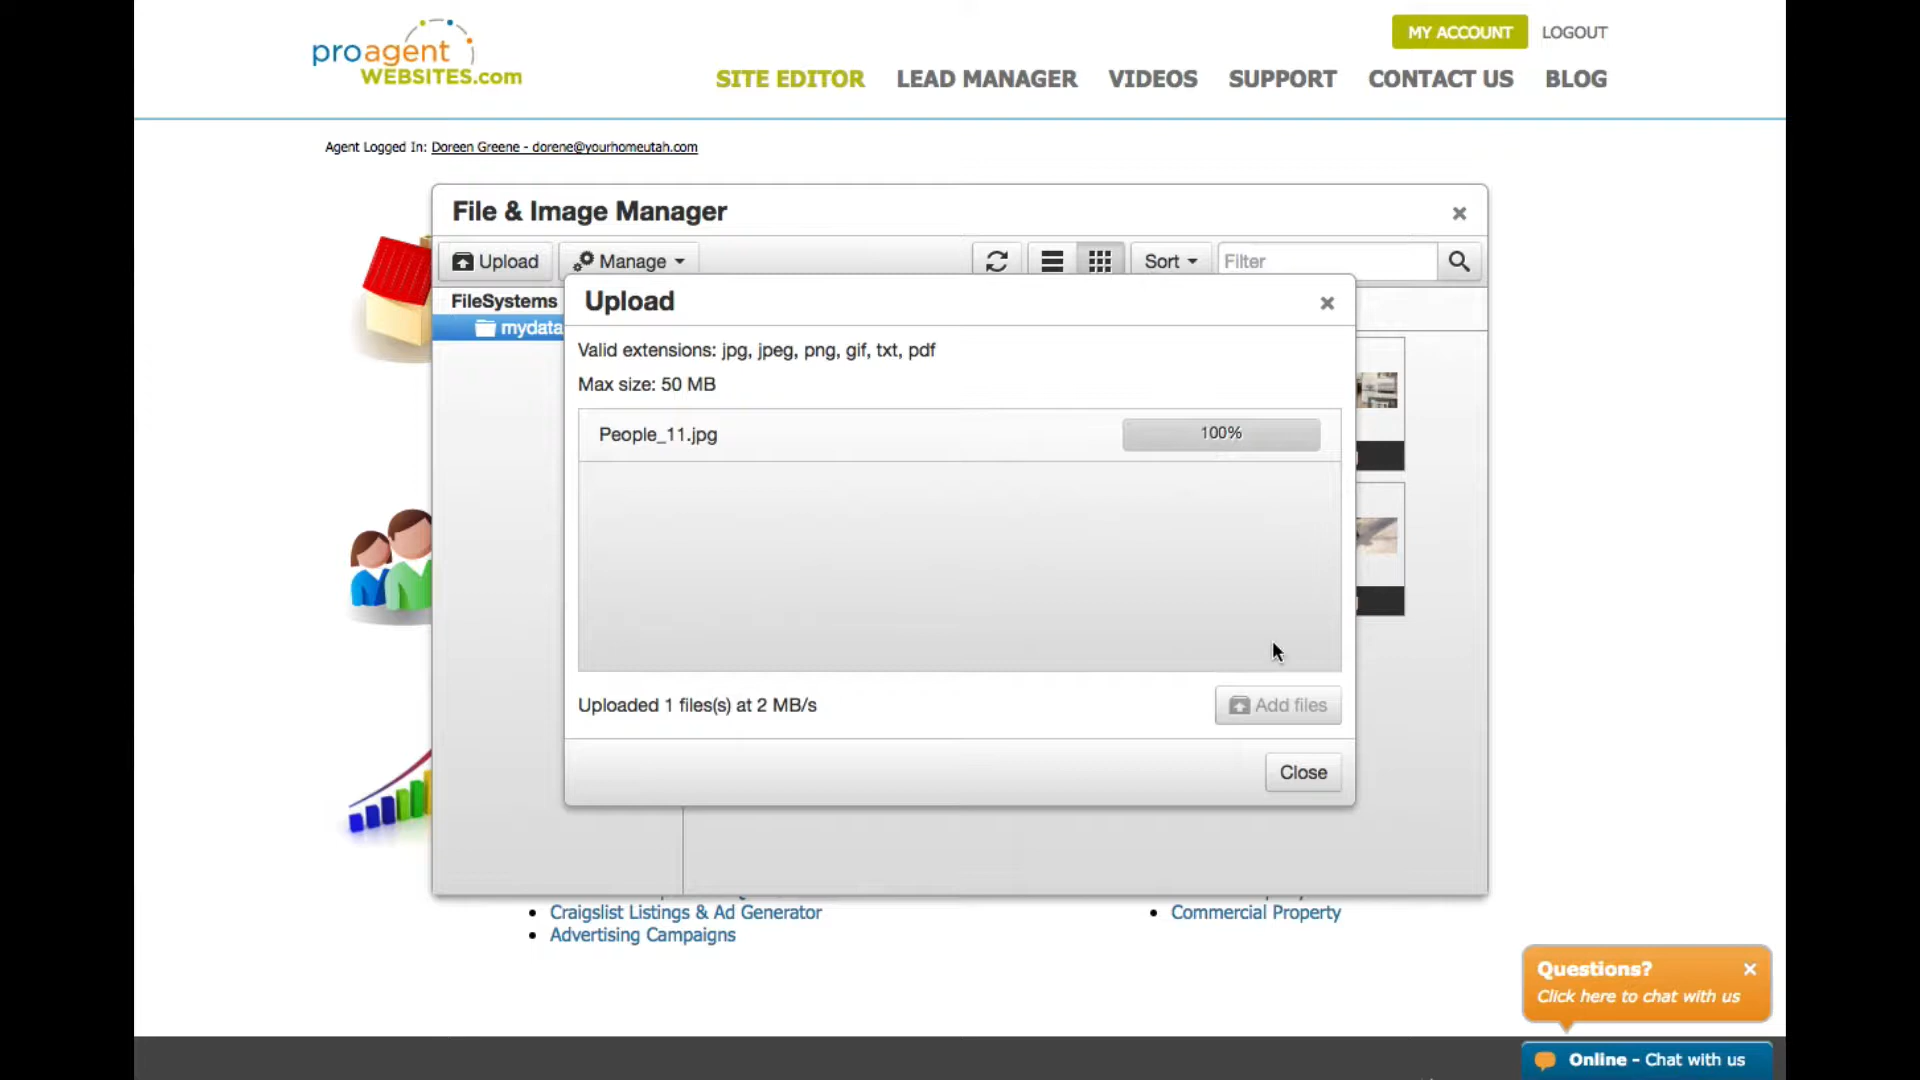 proagent
WEBSITES.com
MY ACCOUNT
LOGOUT
SITE EDITOR
LEAD MANAGER
VIDEOS
SUPPORT
CONTACT US
BLOG
Agent Logged In: Doreen Greene - dorene@yourhomeutah.com
File & Image Manager
×
Upload
Manage
Sort
Filter
FileSystems
mydata
Upload
×
Valid extensions: jpg, jpeg, png, gif, txt, pdf
Max size: 50 MB
People_11.jpg
100%
Uploaded 1 files(s) at 2 MB/s
Add files
Close
Craigslist Listings & Ad Generator
Advertising Campaigns
Commercial Property
Questions?
×
Click here to chat with us
Online - Chat with us